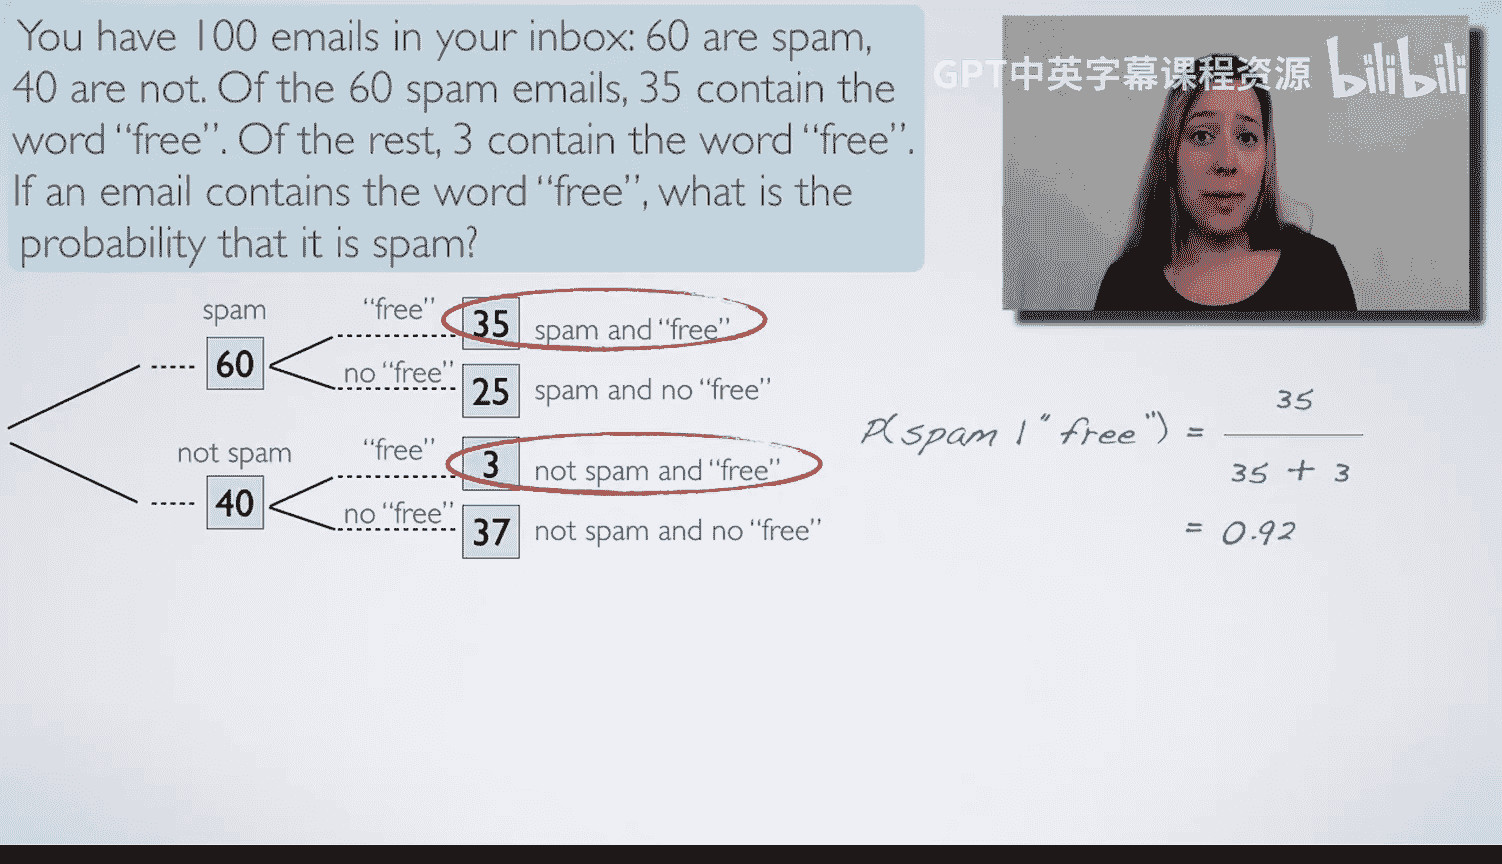 You have 100 emails in your inbox: 60 are spam,
40 are not. Of the 60 spam emails, 35 contain the
word “free”. Of the rest, 3 contain the word “free”.
If an email contains the word “free”, what is the
probability that it is spam?
GPT中英字幕课程资源 bilibili
spam
60
“free”
35 spam and “free”
no “free”
25 spam and no “free”
not spam
40
“free”
3 not spam and “free”
no “free”
37 not spam and no “free”
P(spam | “free”) = 35
35 + 3
= 0.92